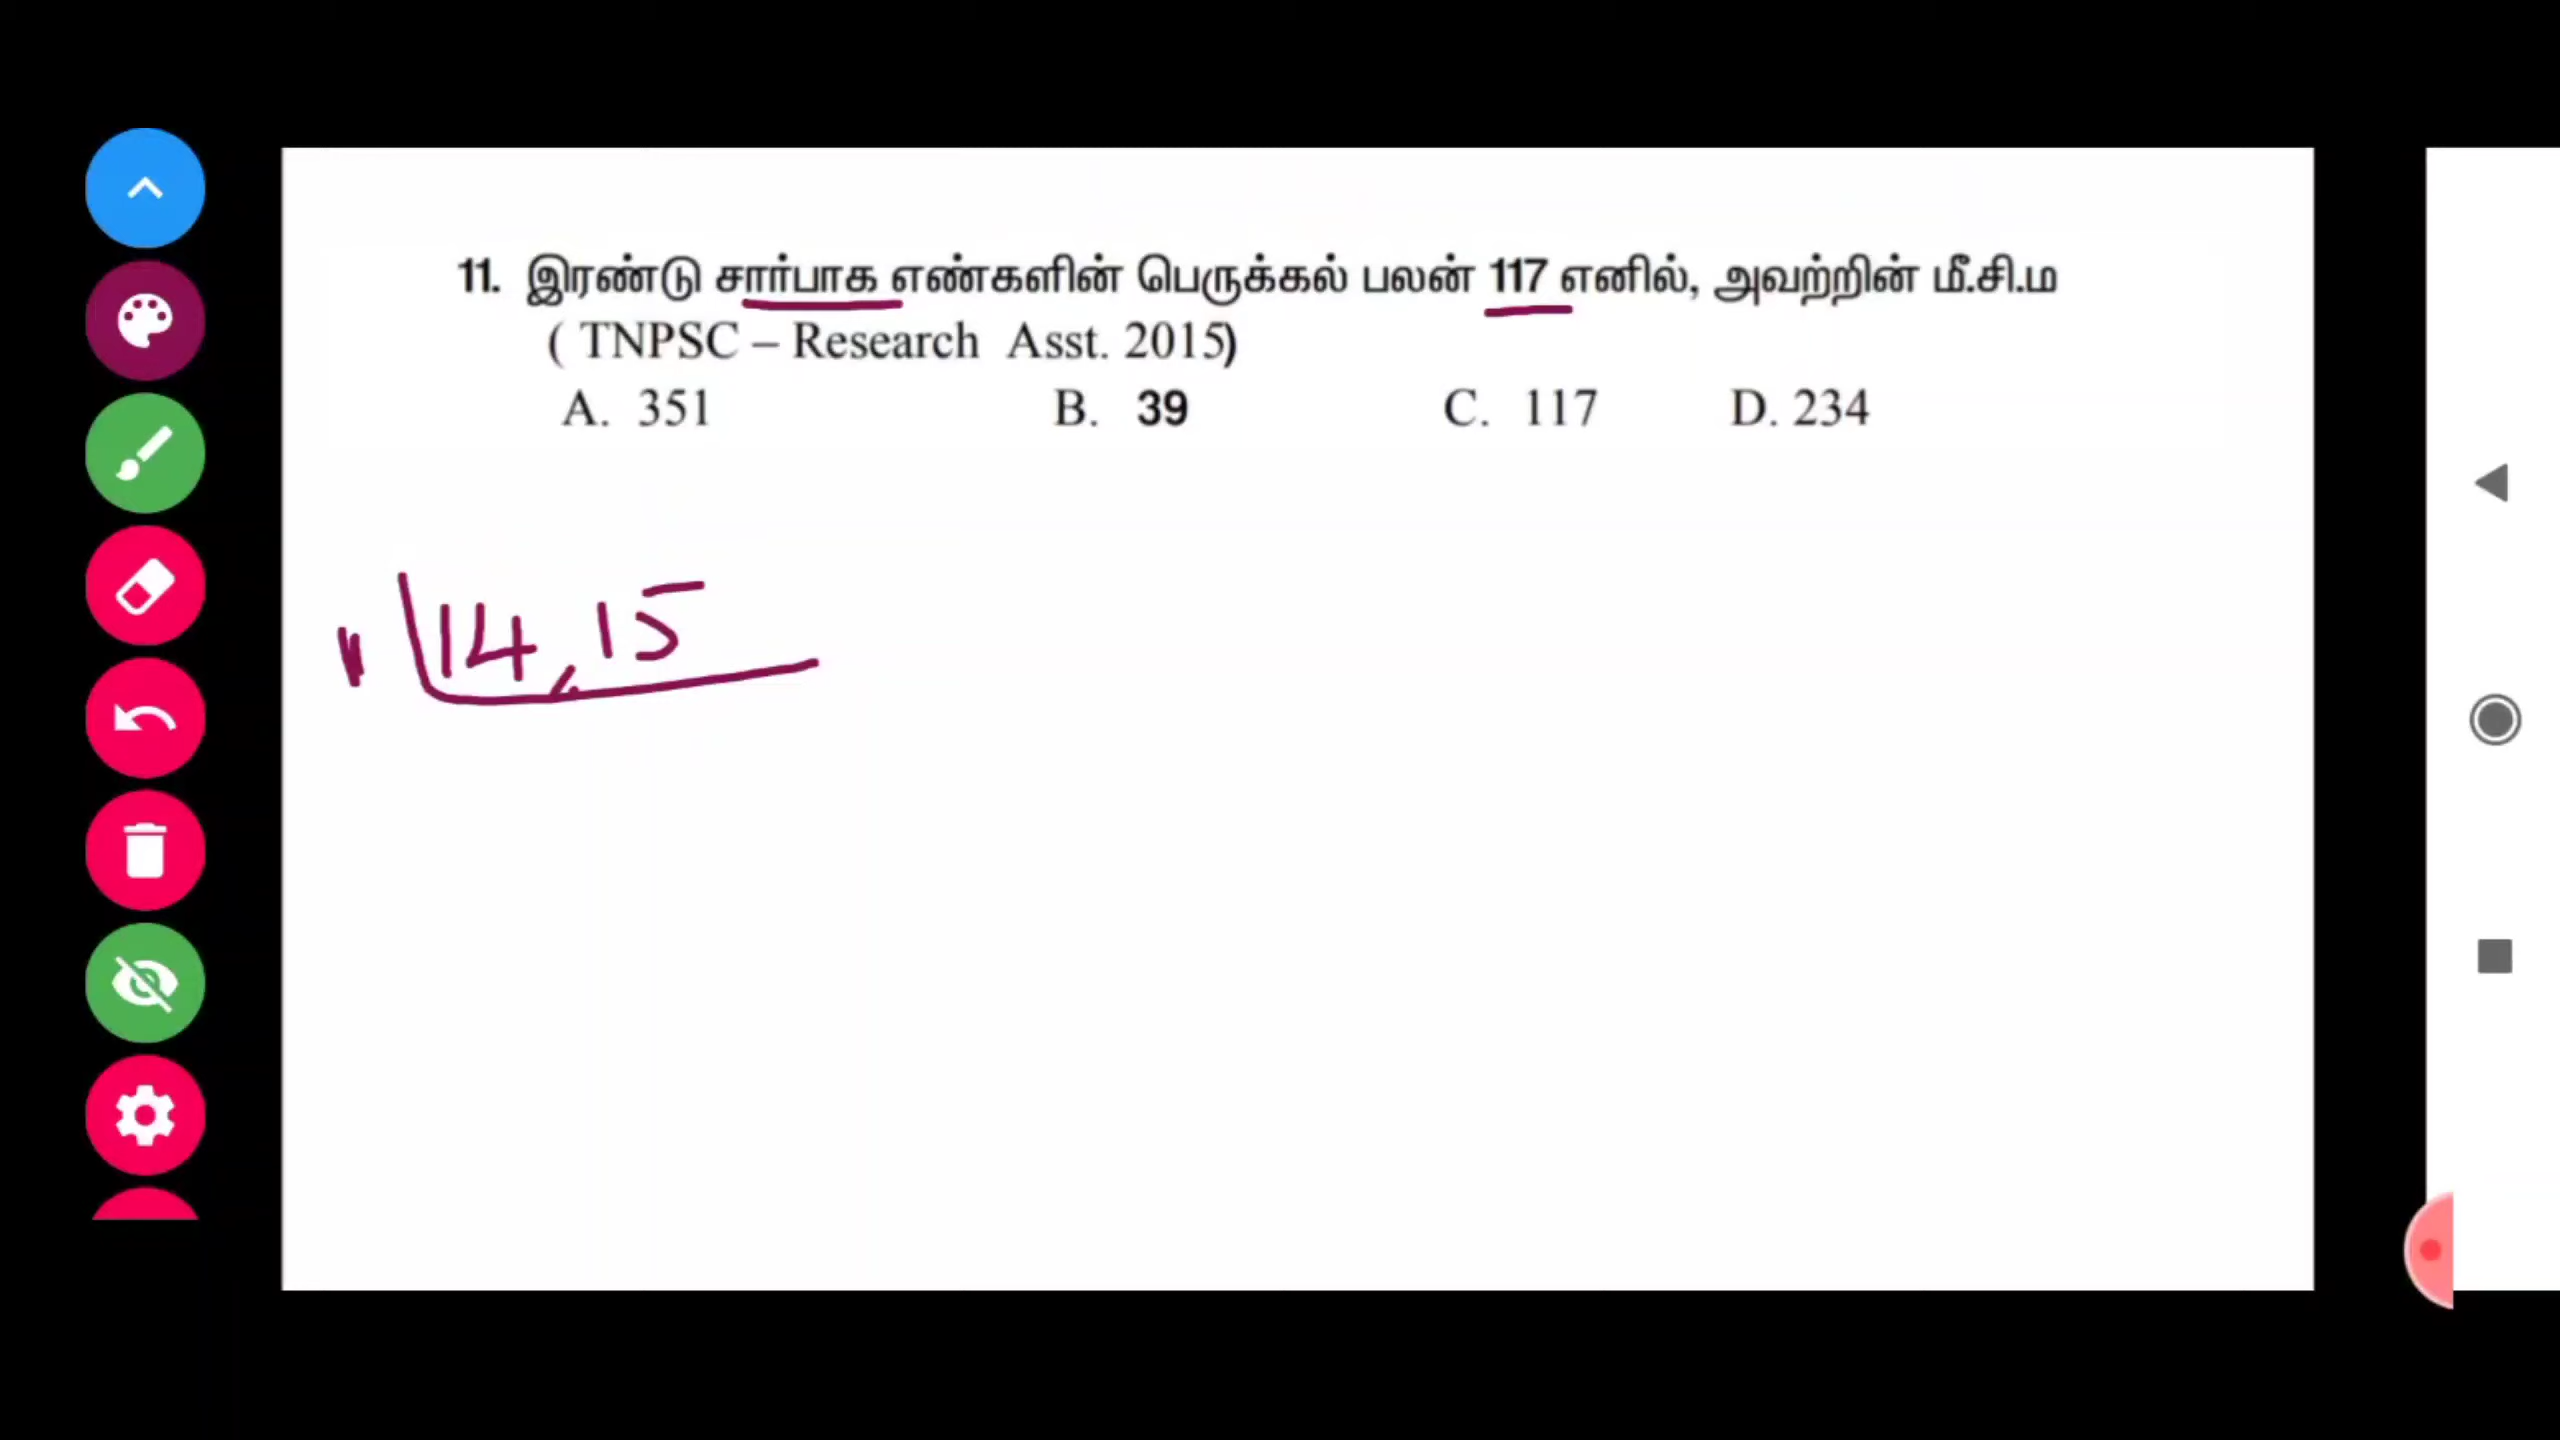 11. இரண்டு சார்பாக எண்களின் பெருக்கல் பலன் 117 எனில், அவற்றின் மீ.சி.ம
( TNPSC – Research Asst. 2015)
A. 351 B. 39 C. 117 D. 234
14, 15